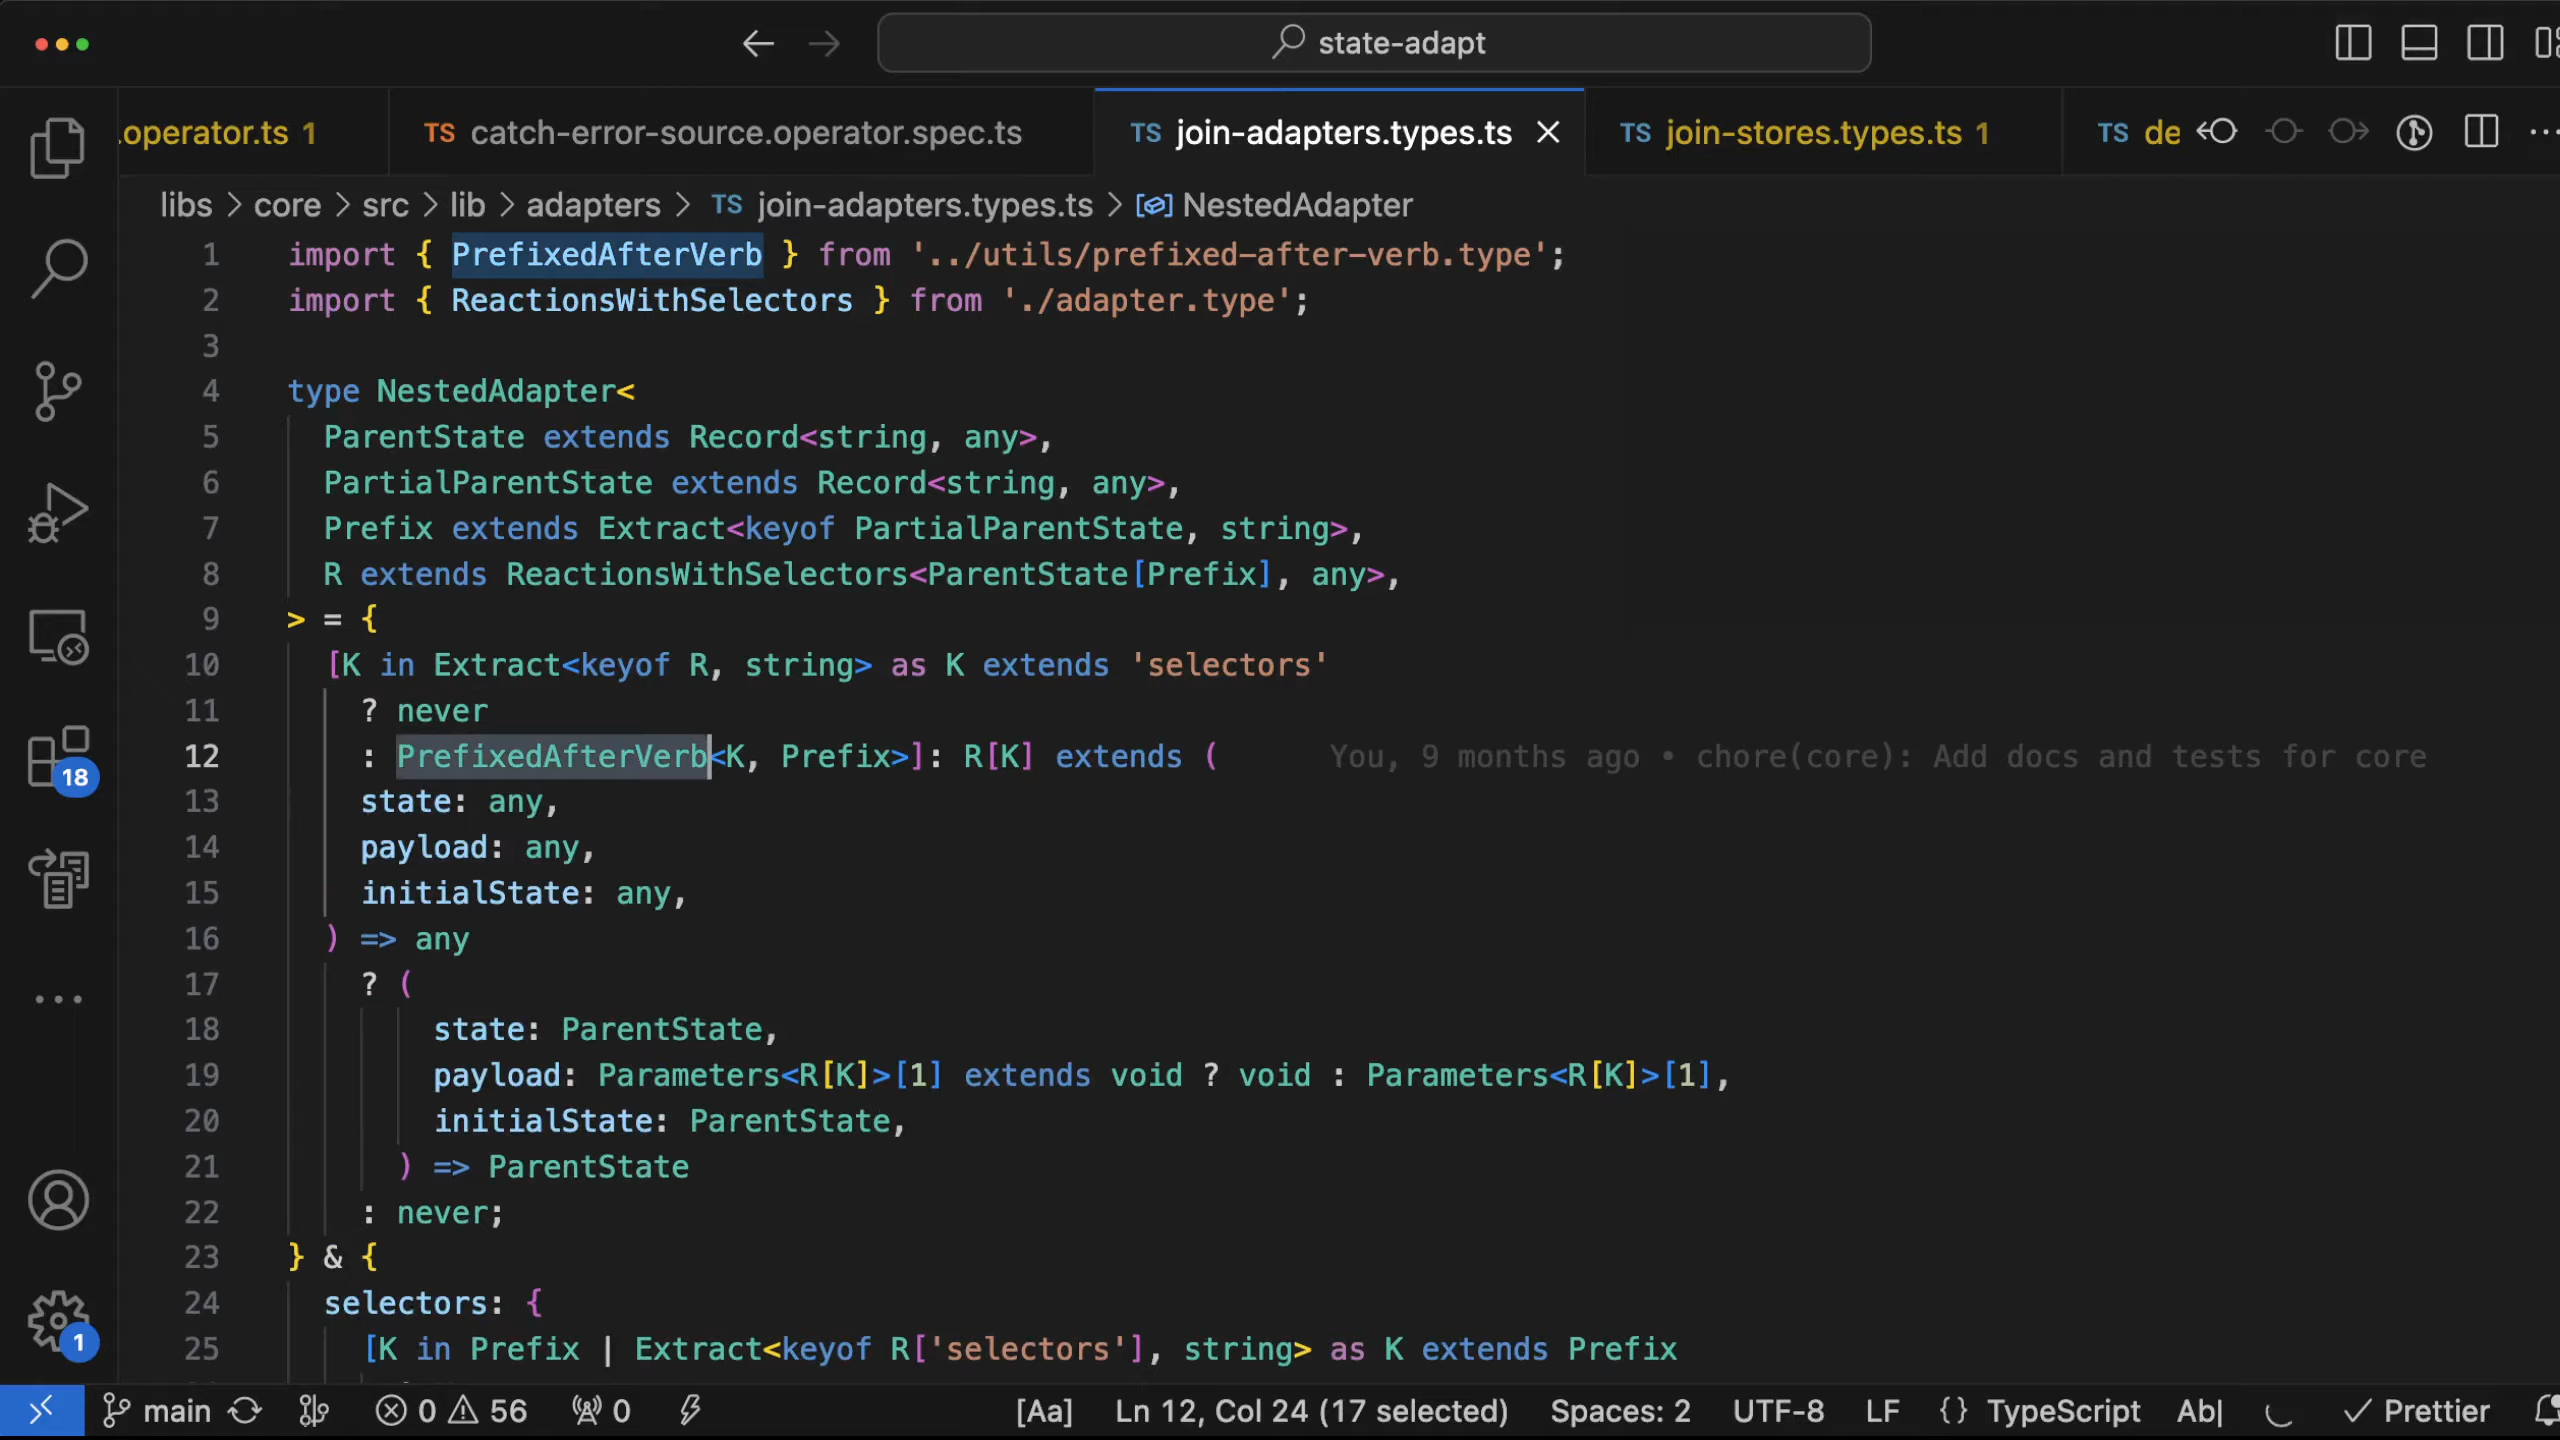 state-adapt
.operator.ts 1
TS catch-error-source.operator.spec.ts
TS join-adapters.types.ts
TS join-stores.types.ts 1
TS de
libs > core > src > lib > adapters > TS join-adapters.types.ts > NestedAdapter
1 import { PrefixedAfterVerb } from '../utils/prefixed-after-verb.type';
2 import { ReactionsWithSelectors } from './adapter.type';
3
4 type NestedAdapter<
5 ParentState extends Record<string, any>,
6 PartialParentState extends Record<string, any>,
7 Prefix extends Extract<keyof PartialParentState, string>,
8 R extends ReactionsWithSelectors<ParentState[Prefix], any>,
9 > = {
10 [K in Extract<keyof R, string> as K extends 'selectors'
11 ? never
12 : PrefixedAfterVerb<K, Prefix>]: R[K] extends ( You, 9 months ago • chore(core): Add docs and tests for core
13 state: any,
14 payload: any,
15 initialState: any,
16 ) => any
17 ? (
18 state: ParentState,
19 payload: Parameters<R[K]>[1] extends void ? void : Parameters<R[K]>[1],
20 initialState: ParentState,
21 ) => ParentState
22 : never;
23 } & {
24 selectors: {
25 [K in Prefix | Extract<keyof R['selectors'], string> as K extends Prefix
18
1
main 0 56 0 [Aa] Ln 12, Col 24 (17 selected) Spaces: 2 UTF-8 LF {} TypeScript Ab| Prettier